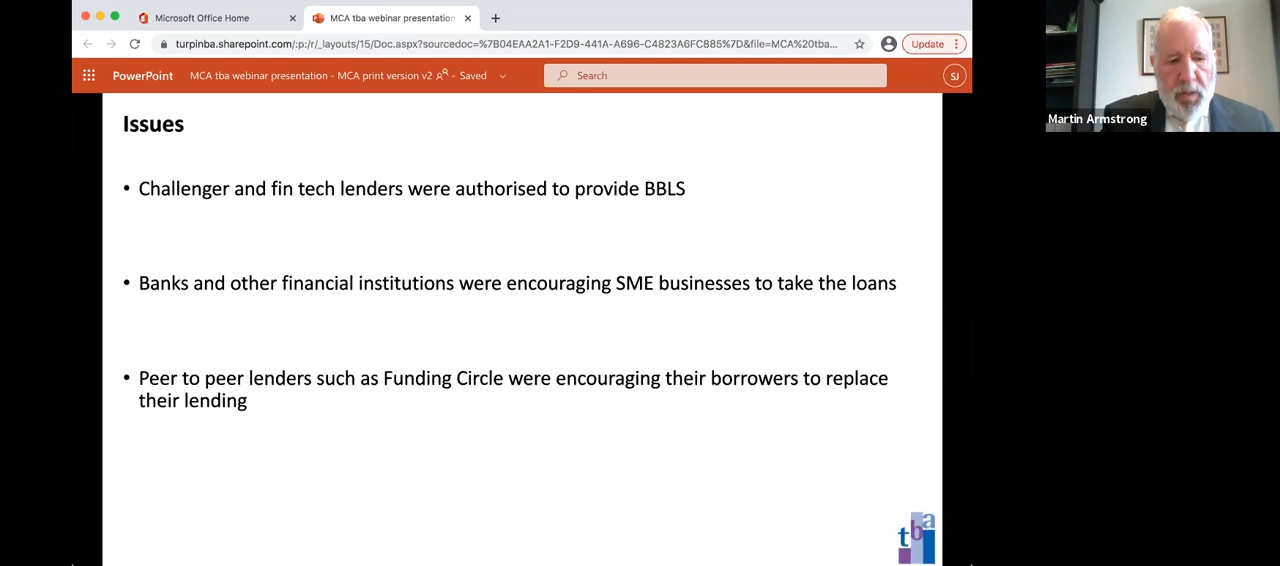 Microsoft Office Home
MCA tba webinar presentation
turpinba.sharepoint.com/:p:/r/_layouts/15/Doc.aspx?sourcedoc=%7B04EAA2A1-F2D9-441A-A696-C4823A6FC885%7D&file=MCA%20tba...
Update
PowerPoint
MCA tba webinar presentation - MCA print version v2
- Saved
Search
SJ
Martin Armstrong
Issues
• Challenger and fin tech lenders were authorised to provide BBLS
• Banks and other financial institutions were encouraging SME businesses to take the loans
• Peer to peer lenders such as Funding Circle were encouraging their borrowers to replace
their lending
tba